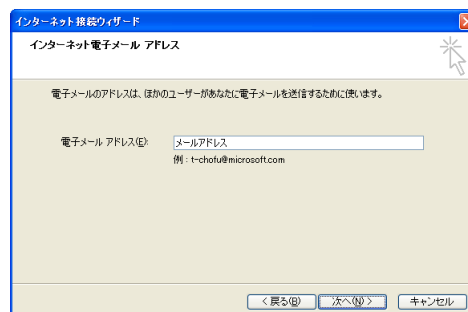 インターネット接続ウィザード
インターネット電子メール アドレス
電子メールのアドレスは、ほかのユーザーがあなたに電子メールを送信するために使います。
電子メール アドレス(E):
メールアドレス
例 : t-chofu@microsoft.com
< 戻る(B)
次へ(N) >
キャンセル